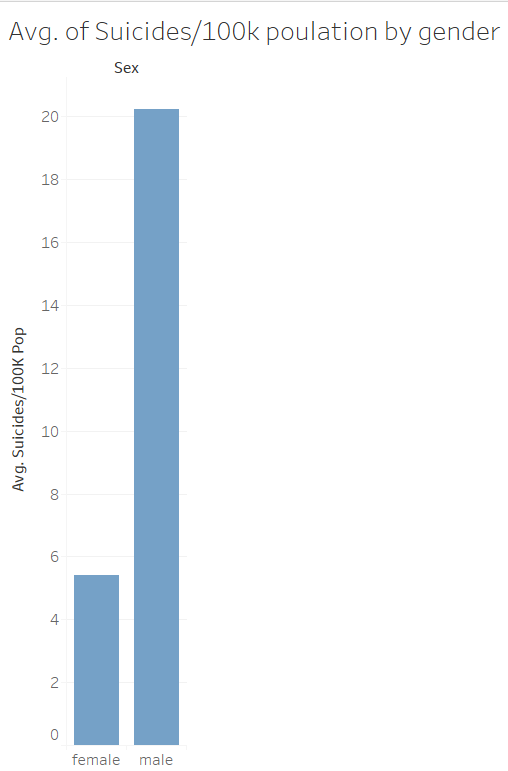 Avg. of Suicides/100k poulation by gender
Sex
Avg. Suicides/100K Pop
20
18
16
14
12
10
8
6
4
2
0
female male